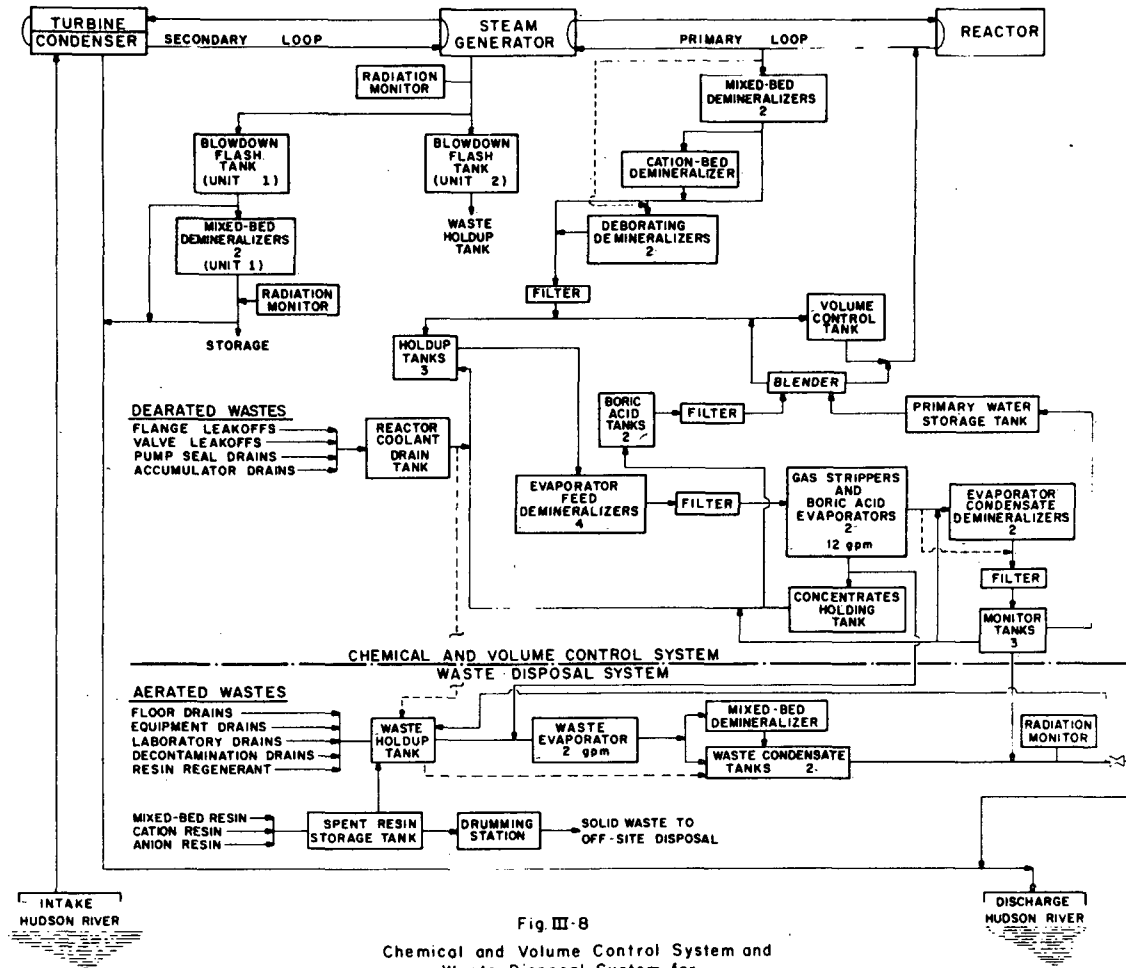 TURBINE
CONDENSER
SECONDARY LOOP
STEAM
GENERATOR
PRIMARY LOOP
REACTOR
RADIATION
MONITOR
MIXED-BED
DEMINERALIZERS
2
BLOWDOWN
FLASH
TANK
(UNIT 1)
BLOWDOWN
FLASH
TANK
(UNIT 2)
CATION-BED
DEMINERALIZER
MIXED-BED
DEMINERALIZERS
2
(UNIT 1)
WASTE
HOLDUP
TANK
DEBORATING
DEMINERALIZERS
2
RADIATION
MONITOR
FILTER
VOLUME
CONTROL
TANK
STORAGE
HOLDUP
TANKS
3
BLENDER
DEARATED WASTES
FLANGE LEAKOFFS
VALVE LEAKOFFS
PUMP SEAL DRAINS
ACCUMULATOR DRAINS
REACTOR
COOLANT
DRAIN
TANK
BORIC
ACID
TANKS
2
FILTER
PRIMARY WATER
STORAGE TANK
EVAPORATOR
FEED
DEMINERALIZERS
4
FILTER
GAS STRIPPERS
AND
BORIC ACID
EVAPORATORS
2
12 gpm
EVAPORATOR
CONDENSATE
DEMINERALIZERS
2
FILTER
CONCENTRATES
HOLDING
TANK
MONITOR
TANKS
3
CHEMICAL AND VOLUME CONTROL SYSTEM
WASTE DISPOSAL SYSTEM
AERATED WASTES
FLOOR DRAINS
EQUIPMENT DRAINS
LABORATORY DRAINS
DECONTAMINATION DRAINS
RESIN REGENERANT
WASTE
HOLDUP
TANK
WASTE
EVAPORATOR
2 gpm
MIXED-BED
DEMINERALIZER
WASTE CONDENSATE
TANKS 2
RADIATION
MONITOR
MIXED-BED RESIN
CATION RESIN
ANION RESIN
SPENT RESIN
STORAGE TANK
DRUMMING
STATION
SOLID WASTE TO
OFF-SITE DISPOSAL
INTAKE
HUDSON RIVER
DISCHARGE
HUDSON RIVER
Fig. III-8
Chemical and Volume Control System and
Waste Disposal System for